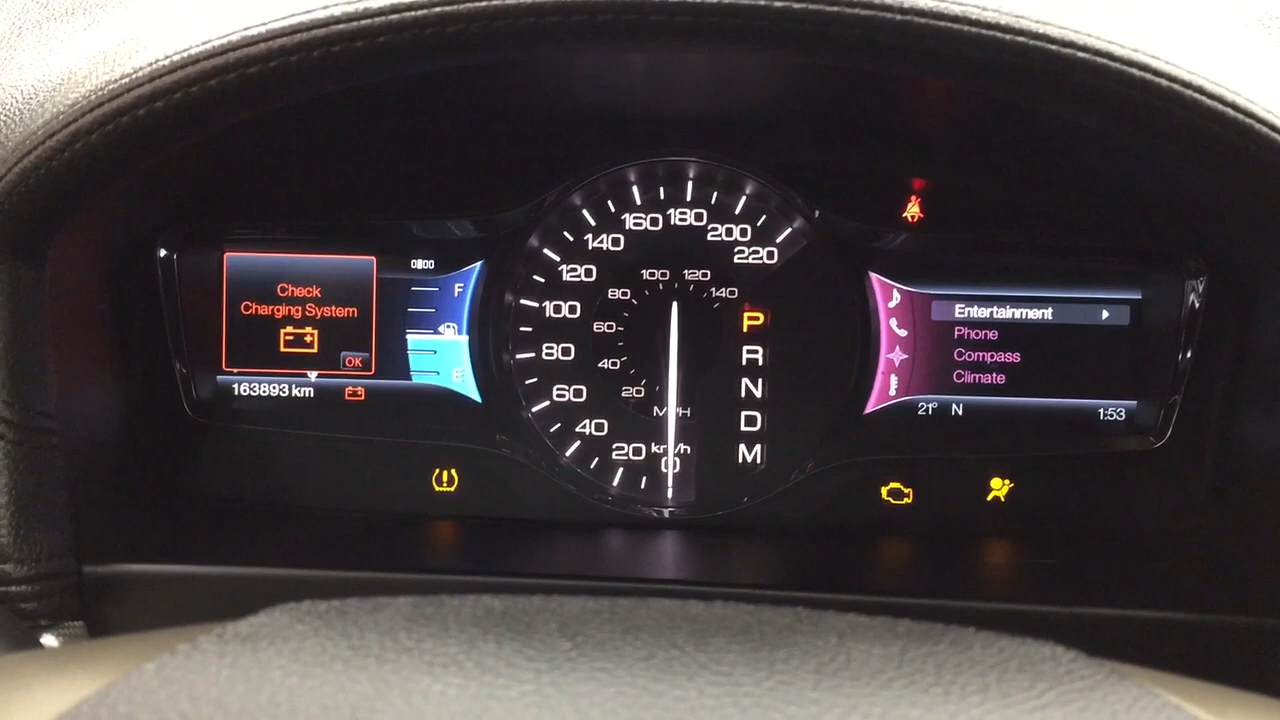 Check
Charging System
OK
163893 km
F
E
20
40
60
80
100
120
140
160
180
200
220
20
40
60
80
100
120
140
MPH
km/h
0
P
R
N
D
M
Entertainment
Phone
Compass
Climate
21° N
1:53